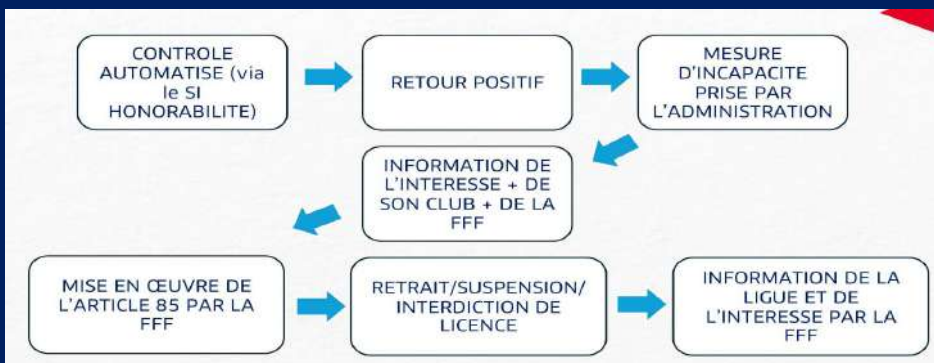 CONTROLE
AUTOMATISE (via
le SI
HONORABILITE)
RETOUR POSITIF
MESURE
D'INCAPACITE
PRISE PAR
L'ADMINISTRATION
INFORMATION DE
L'INTERESSE + DE
SON CLUB + DE LA
FFF
MISE EN ŒUVRE DE
L'ARTICLE 85 PAR LA
FFF
RETRAIT/SUSPENSION/
INTERDICTION DE
LICENCE
INFORMATION DE LA
LIGUE ET DE
L'INTERESSE PAR LA
FFF